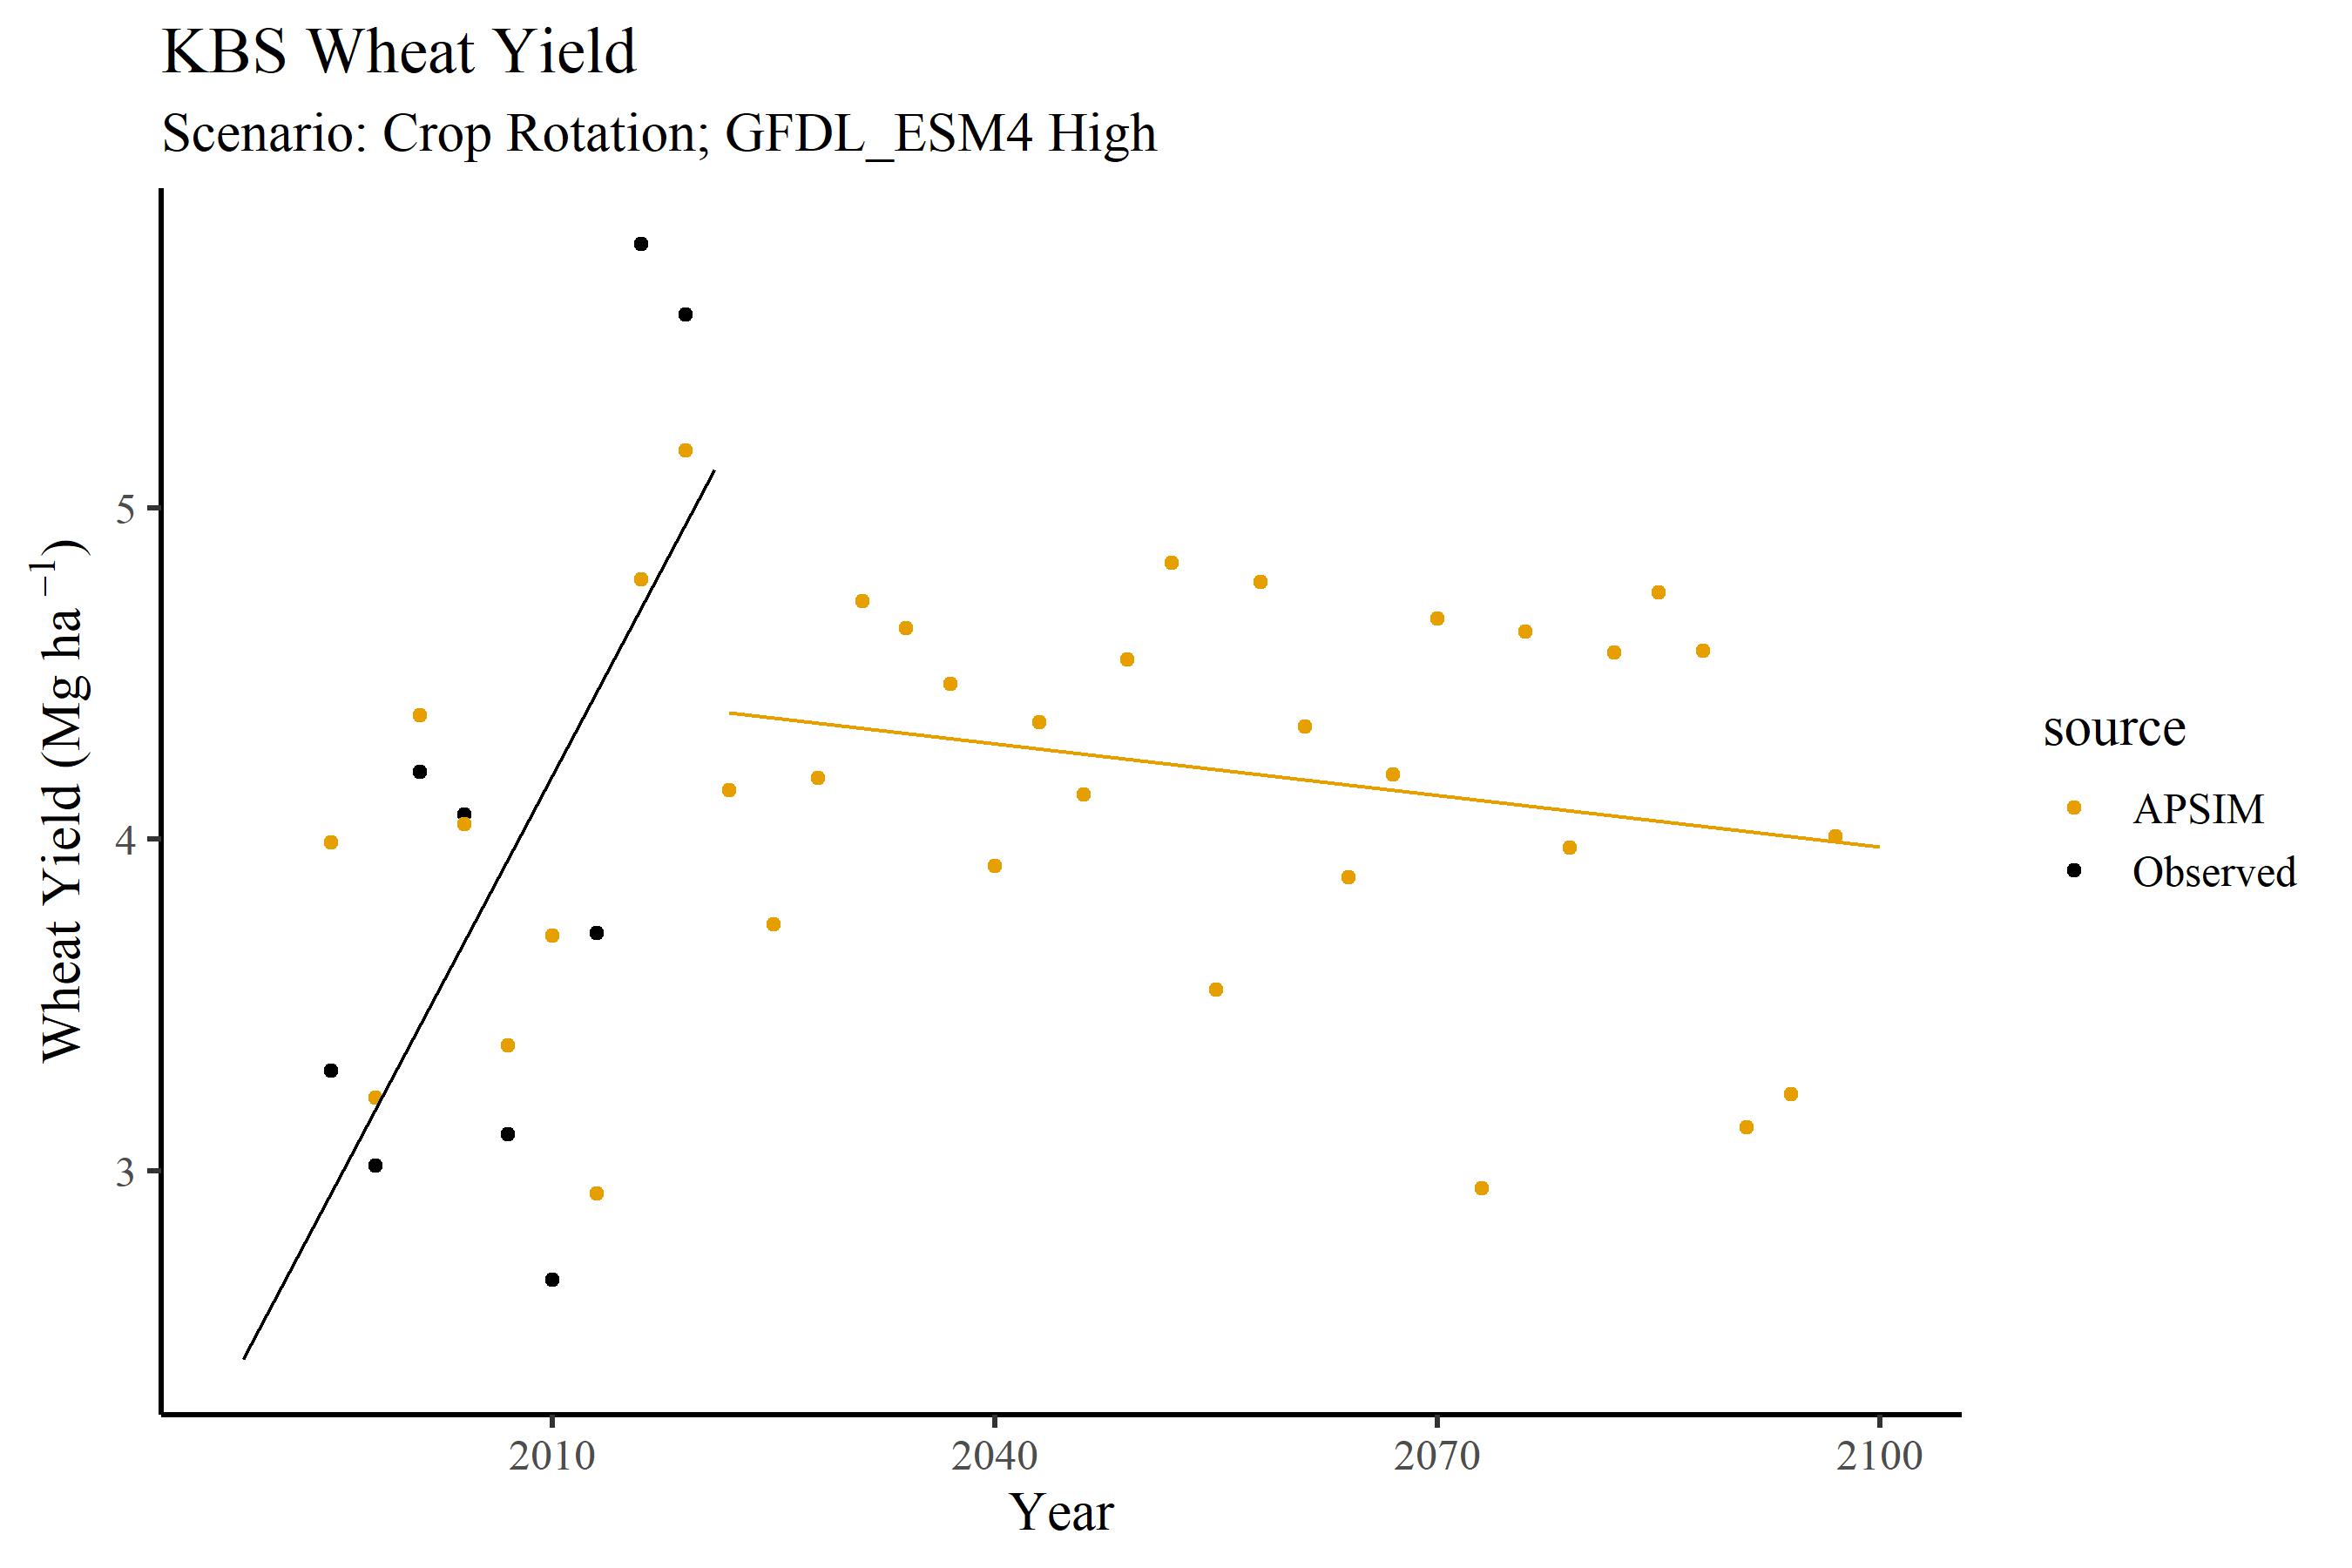 KBS Wheat Yield
Scenario: Crop Rotation; GFDL_ESM4 High
Wheat Yield (Mg ha⁻¹)
5
4
3
2010
2040
2070
2100
Year
source
APSIM
Observed